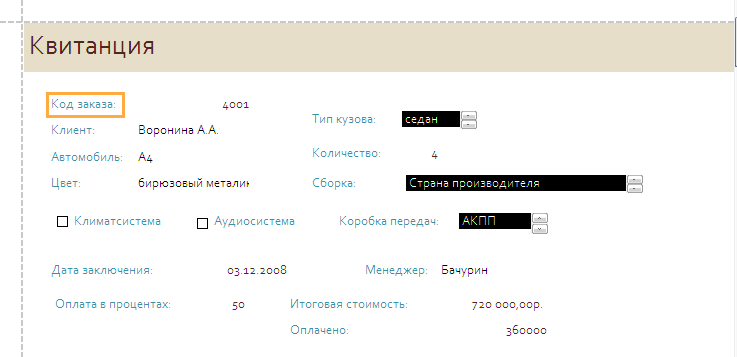 Квитанция
Код заказа: 4001
Тип кузова: седан
Клиент: Воронина А.А.
Автомобиль: А4
Количество: 4
Цвет: бирюзовый металик
Сборка: Страна производителя
Климатсистема Аудиосистема Коробка передач: АКПП
Дата заключения: 03.12.2008 Менеджер: Бачурин
Оплата в процентах: 50 Итоговая стоимость: 720 000,00р.
Оплачено: 360000